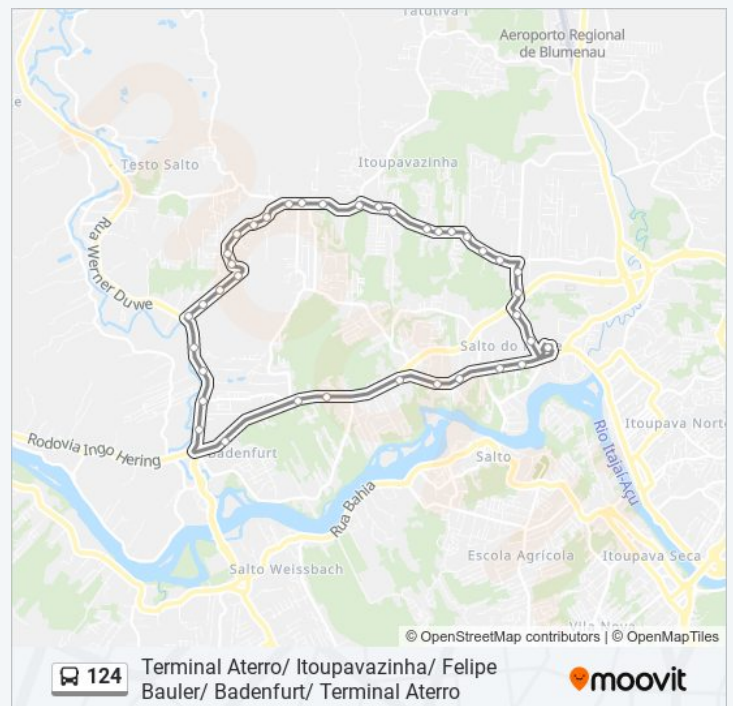 Tatutiva I
Aeroporto Regional
de Blumenau
Testo Salto
Itoupavazinha
Rua Werner Duwe
Salto do
Itoupava Nort
Rodovia Ingo Hering
Badenfurt
Salto
Rio Itajaí-Açu
Rua Bahia
Escola Agrícola
Itoupava Seca
Salto Weissbach
Vila Nova
© OpenStreetMap contributors | © OpenMapTiles
124
Terminal Aterro/ Itoupavazinha/ Felipe
Bauler/ Badenfurt/ Terminal Aterro
moovit